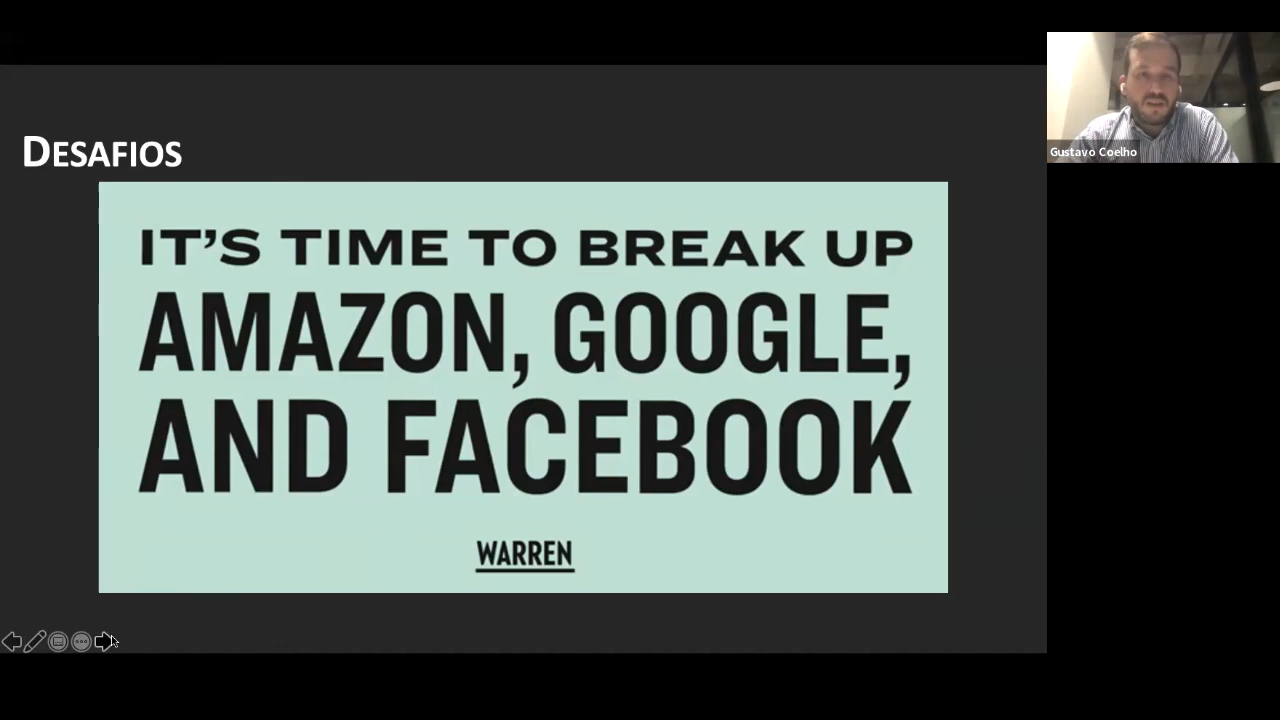 DESAFIOS
IT'S TIME TO BREAK UP
AMAZON, GOOGLE,
AND FACEBOOK
WARREN
Gustavo Coelho